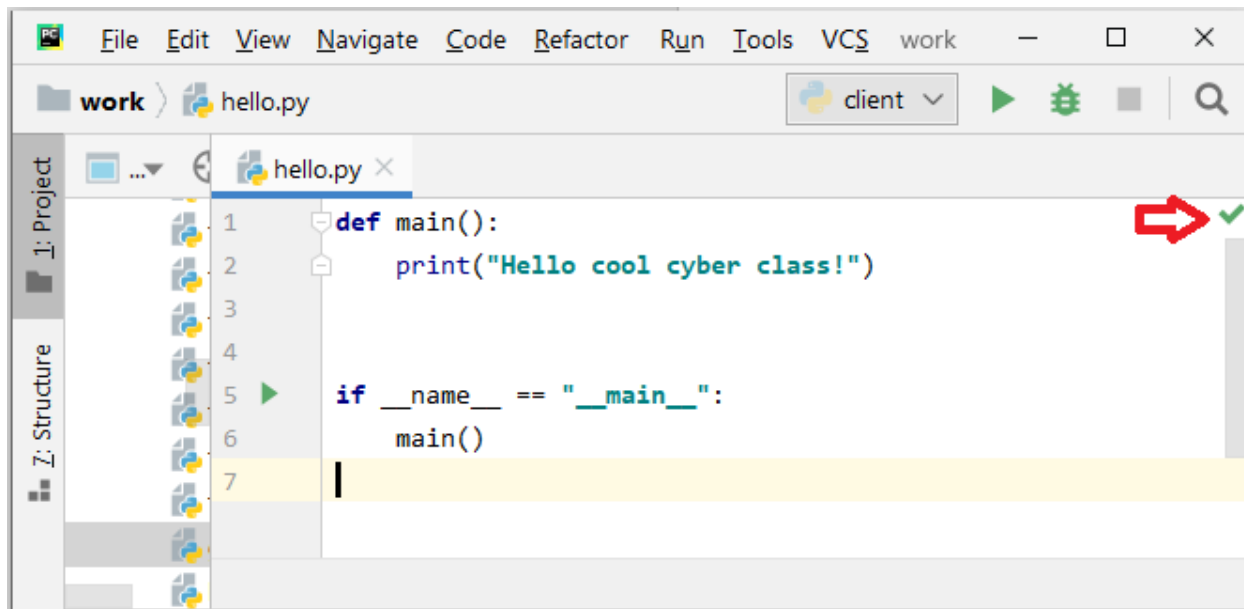 PC File Edit View Navigate Code Refactor Run Tools VCS work
work hello.py client
1: Project
... hello.py
1 def main():
2 print("Hello cool cyber class!")
3
4
5 if __name__ == "__main__":
6 main()
7
7: Structure